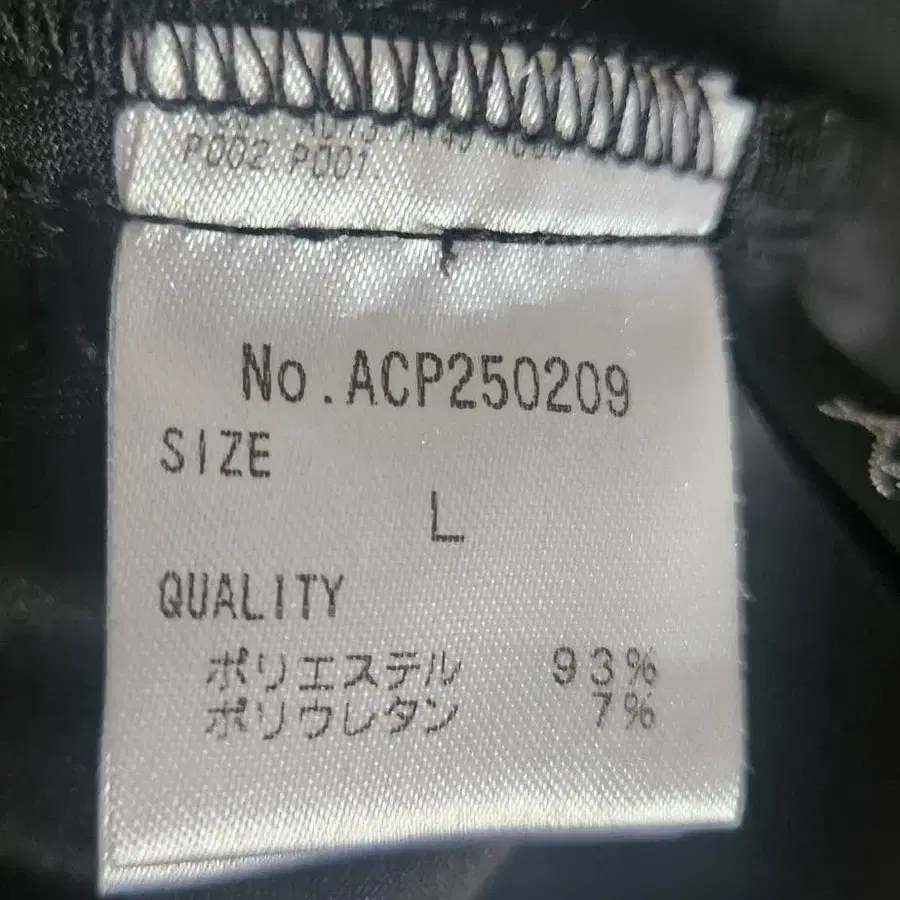 P002 P001.
No.ACP250209
SIZE
L
QUALITY
ポリエステル 93%
ポリウレタン 7%